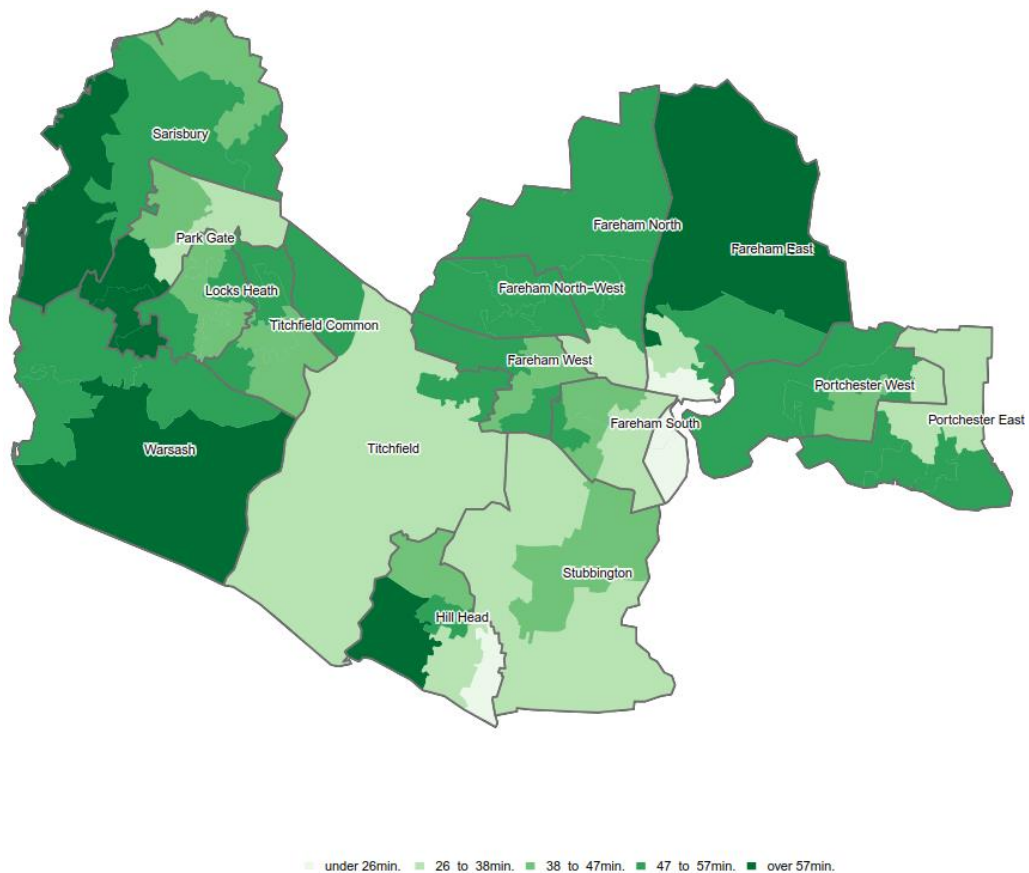 Sarisbury
Fareham North
Park Gate
Fareham East
Locks Heath
Fareham North-West
Titchfield Common
Fareham West
Portchester West
Fareham South
Portchester East
Warsash
Titchfield
Stubbington
Hill Head
under 26min. 26 to 38min. 38 to 47min. 47 to 57min. over 57min.